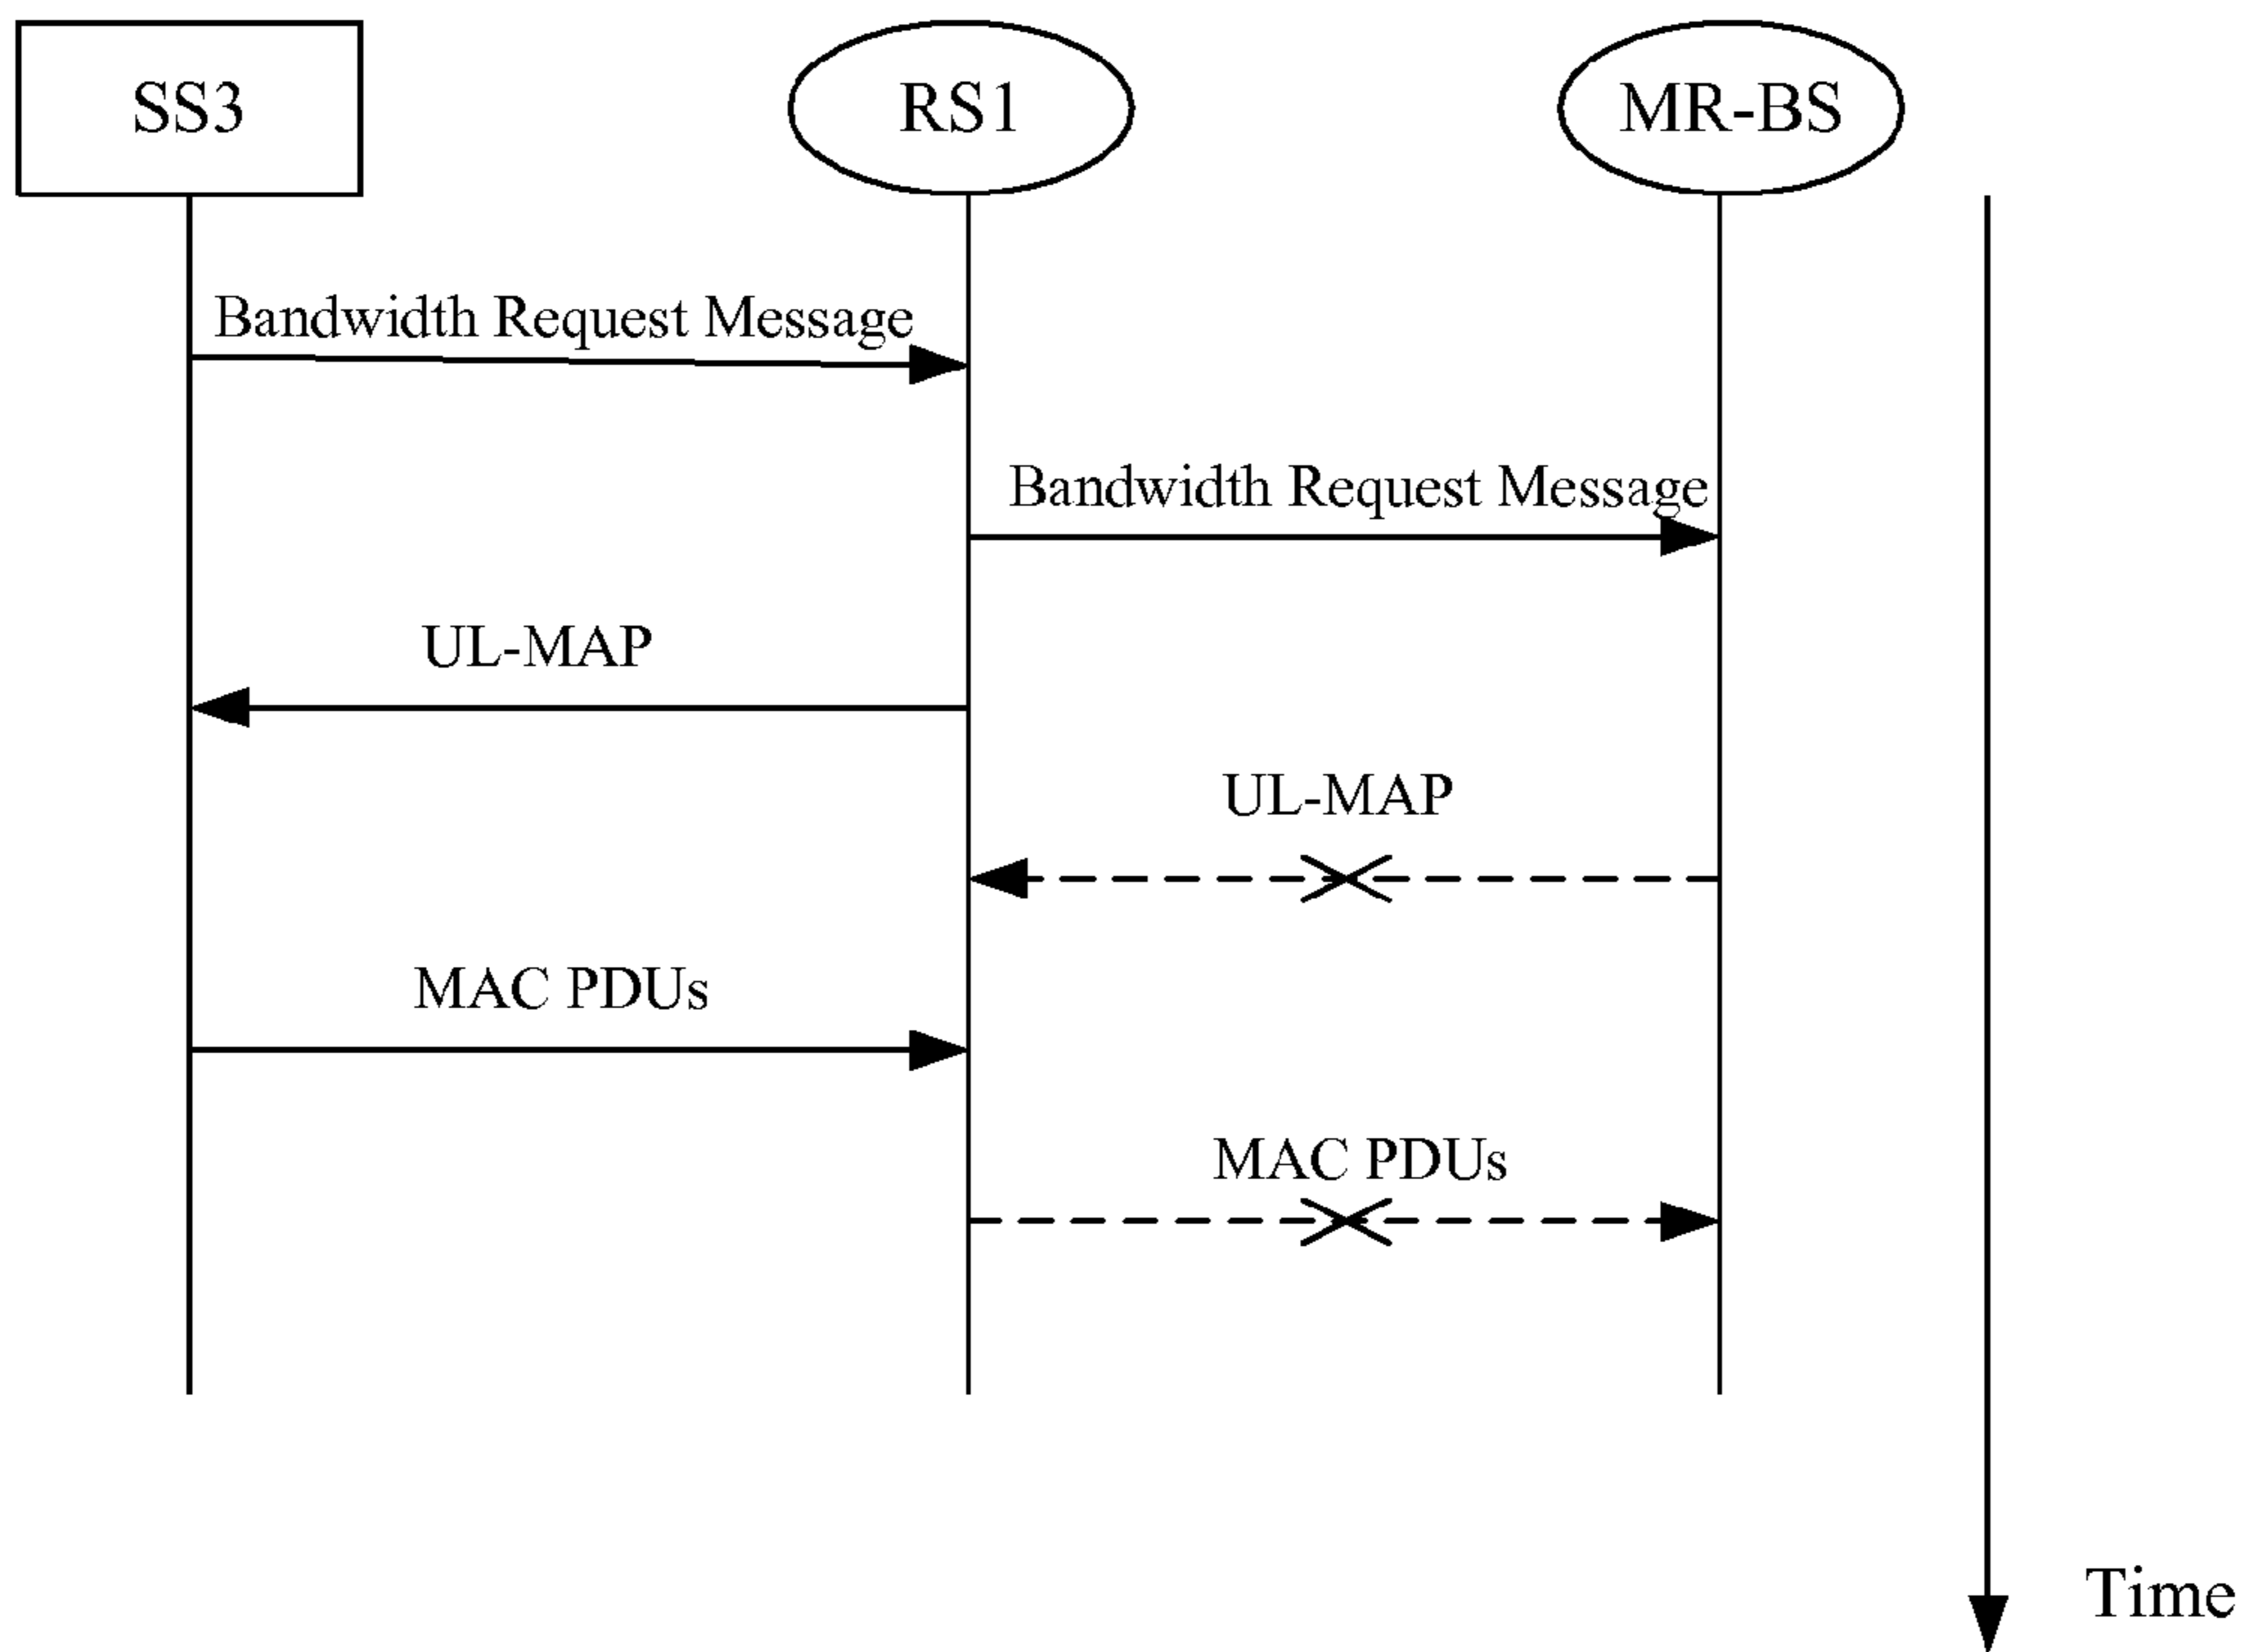 SS3
RS1
MR-BS
Bandwidth Request Message
Bandwidth Request Message
UL-MAP
UL-MAP
MAC PDUs
MAC PDUs
Time